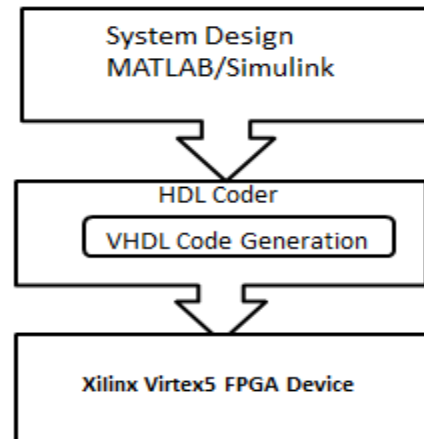 System Design
MATLAB/Simulink
HDL Coder
VHDL Code Generation
Xilinx Virtex5 FPGA Device